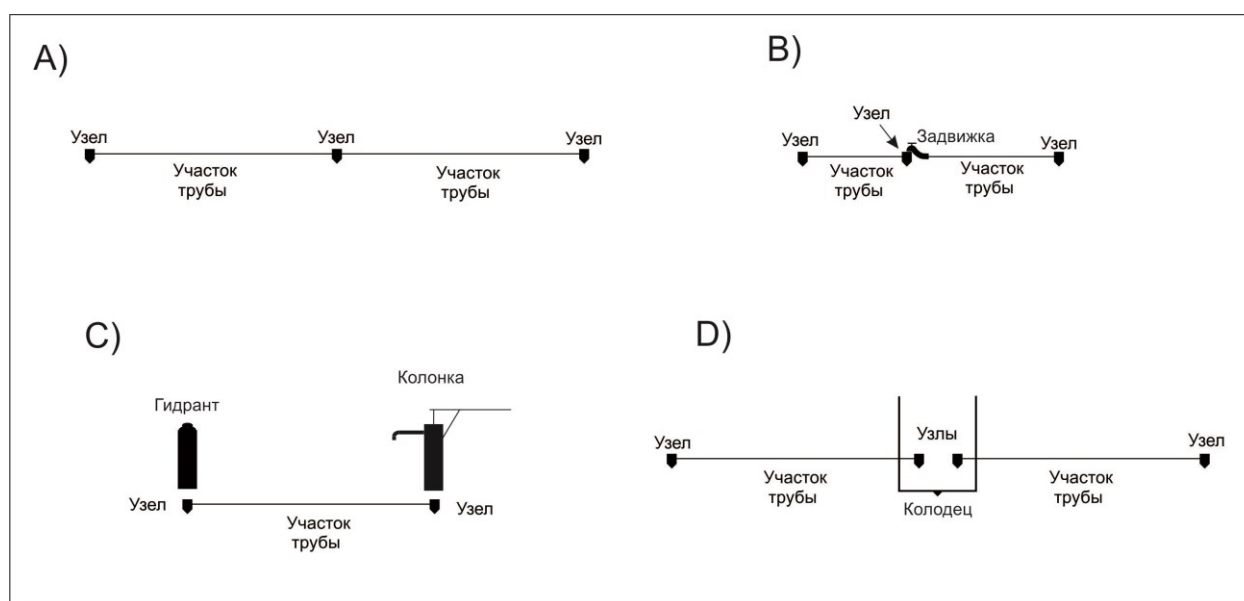 A)
Узел
Узел
Узел
Участок
трубы
Участок
трубы
B)
Узел
Узел
Задвижка
Узел
Участок
трубы
Участок
трубы
C)
Гидрант
Колонка
Узел
Узел
Участок
трубы
D)
Узел
Узлы
Узел
Участок
трубы
Участок
трубы
Колодец